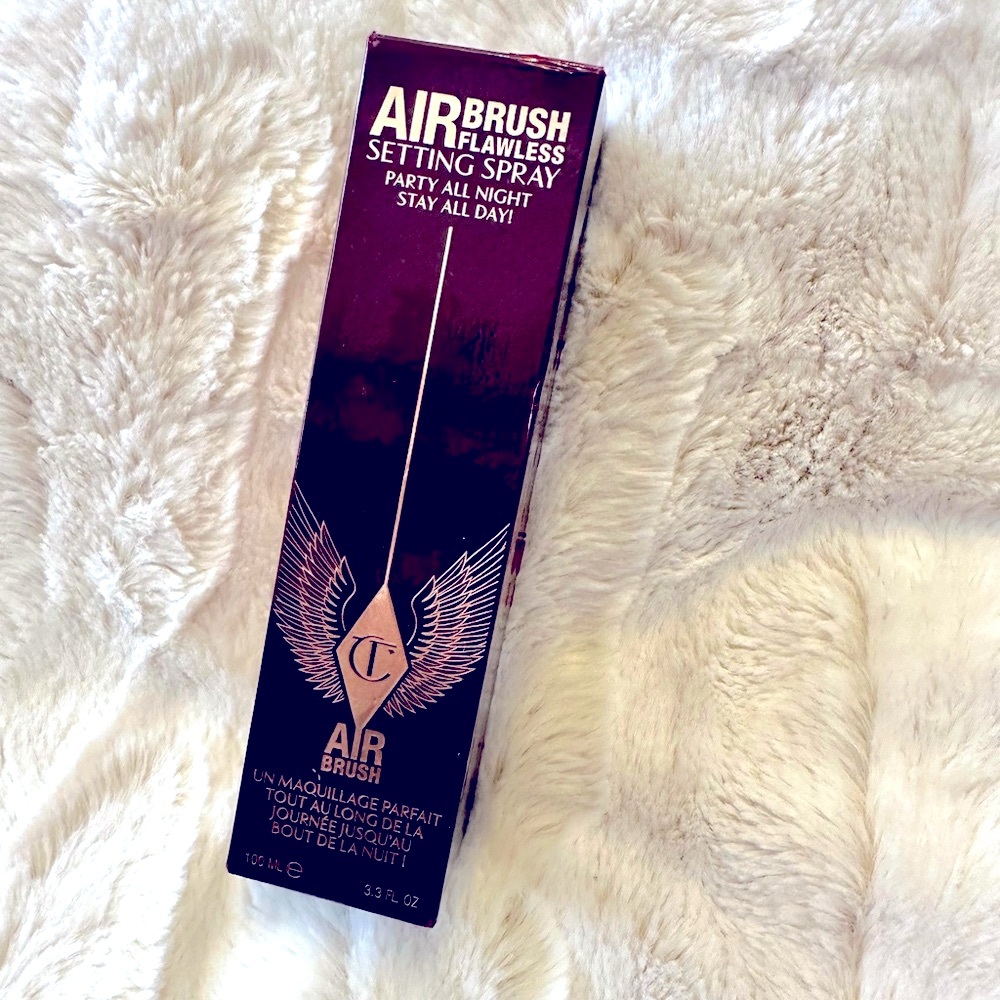 AIRBRUSH
FLAWLESS
SETTING SPRAY
PARTY ALL NIGHT
STAY ALL DAY!
CT
AIR
BRUSH
UN MAQUILLAGE PARFAIT
TOUT AU LONG DE LA
JOURNÉE JUSQU'AU
BOUT DE LA NUIT !
100 ML ℮
3.3 FL. OZ